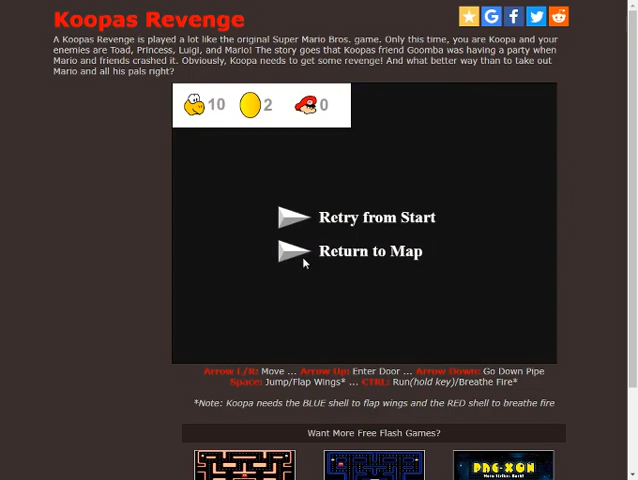 Koopas Revenge
A Koopas Revenge is played a lot like the original Super Mario Bros. game. Only this time, you are Koopa and your
enemies are Toad, Princess, Luigi, and Mario! The story goes that Koopas friend Goomba was having a party when
Mario and friends crashed it. Obviously, Koopa needs to get some revenge! And what better way than to take out
Mario and all his pals right?
10 2 0
Retry from Start
Return to Map
Arrow L/R: Move ... Arrow Up: Enter Door ... Arrow Down: Go Down Pipe
Space: Jump/Flap Wings* ... CTRL: Run(hold key)/Breathe Fire*
*Note: Koopa needs the BLUE shell to flap wings and the RED shell to breathe fire
Want More Free Flash Games?
PAC-XON